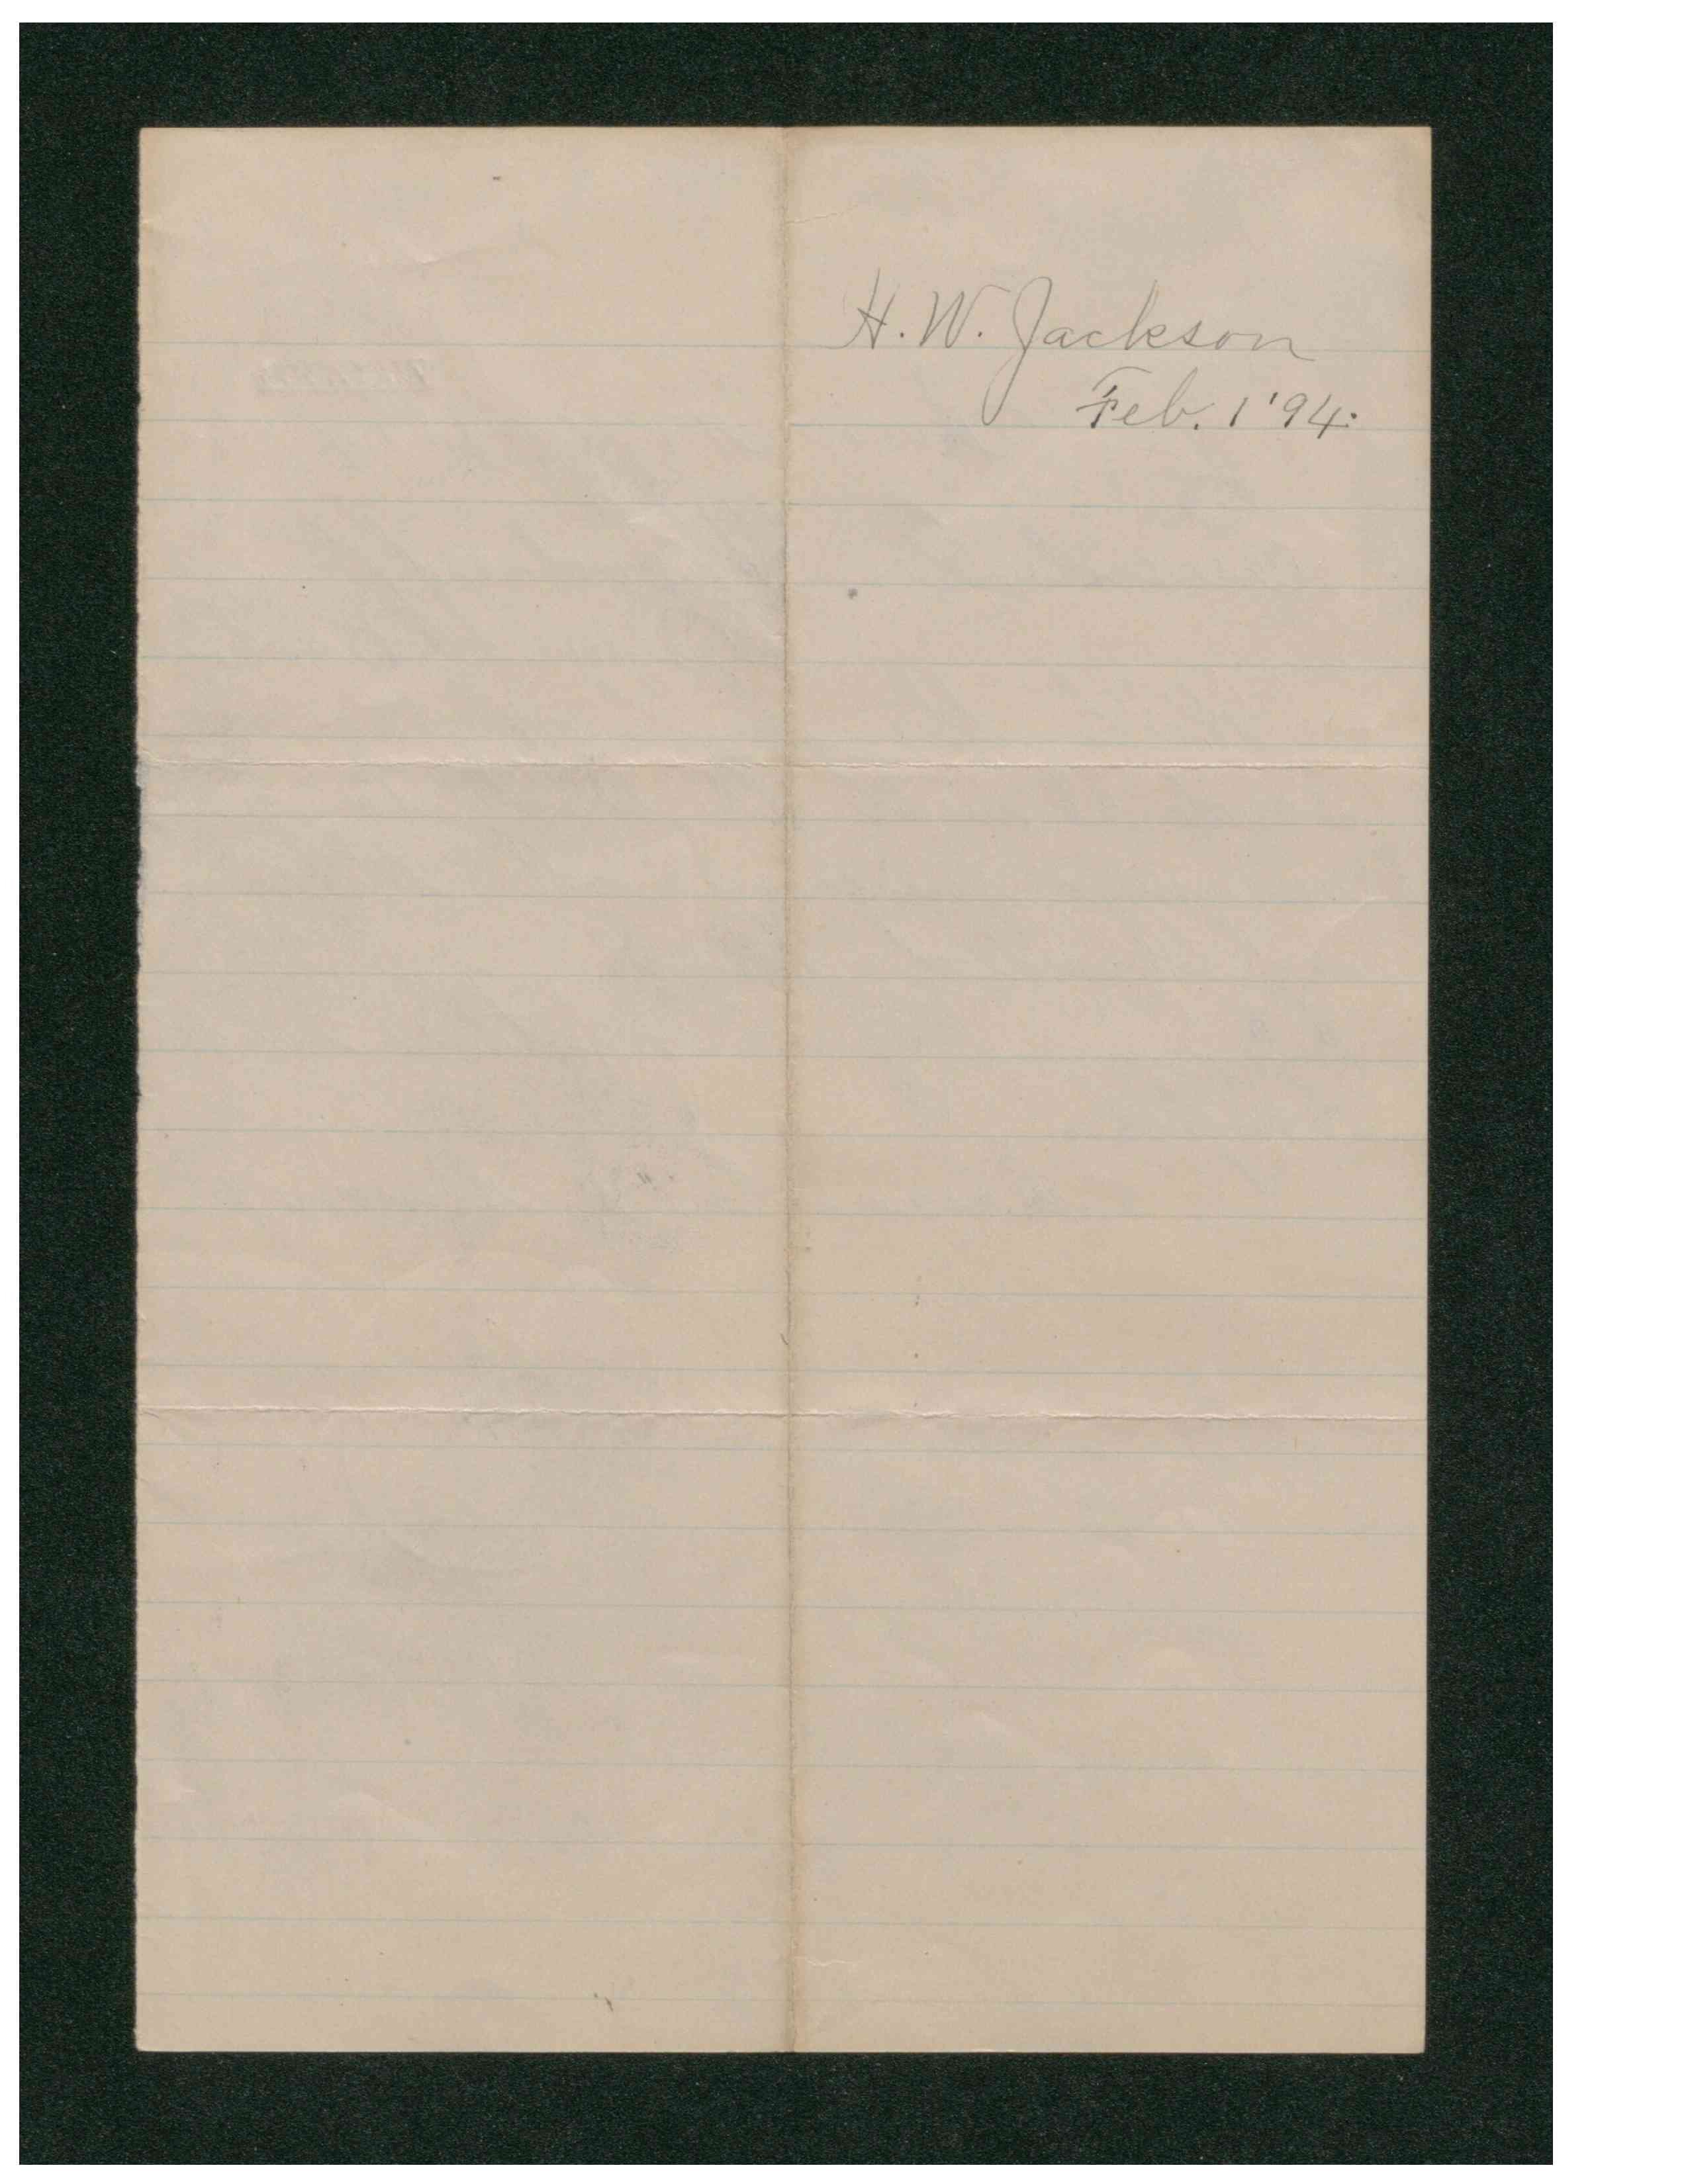 H. W. Jackson
Feb. 1 '94.